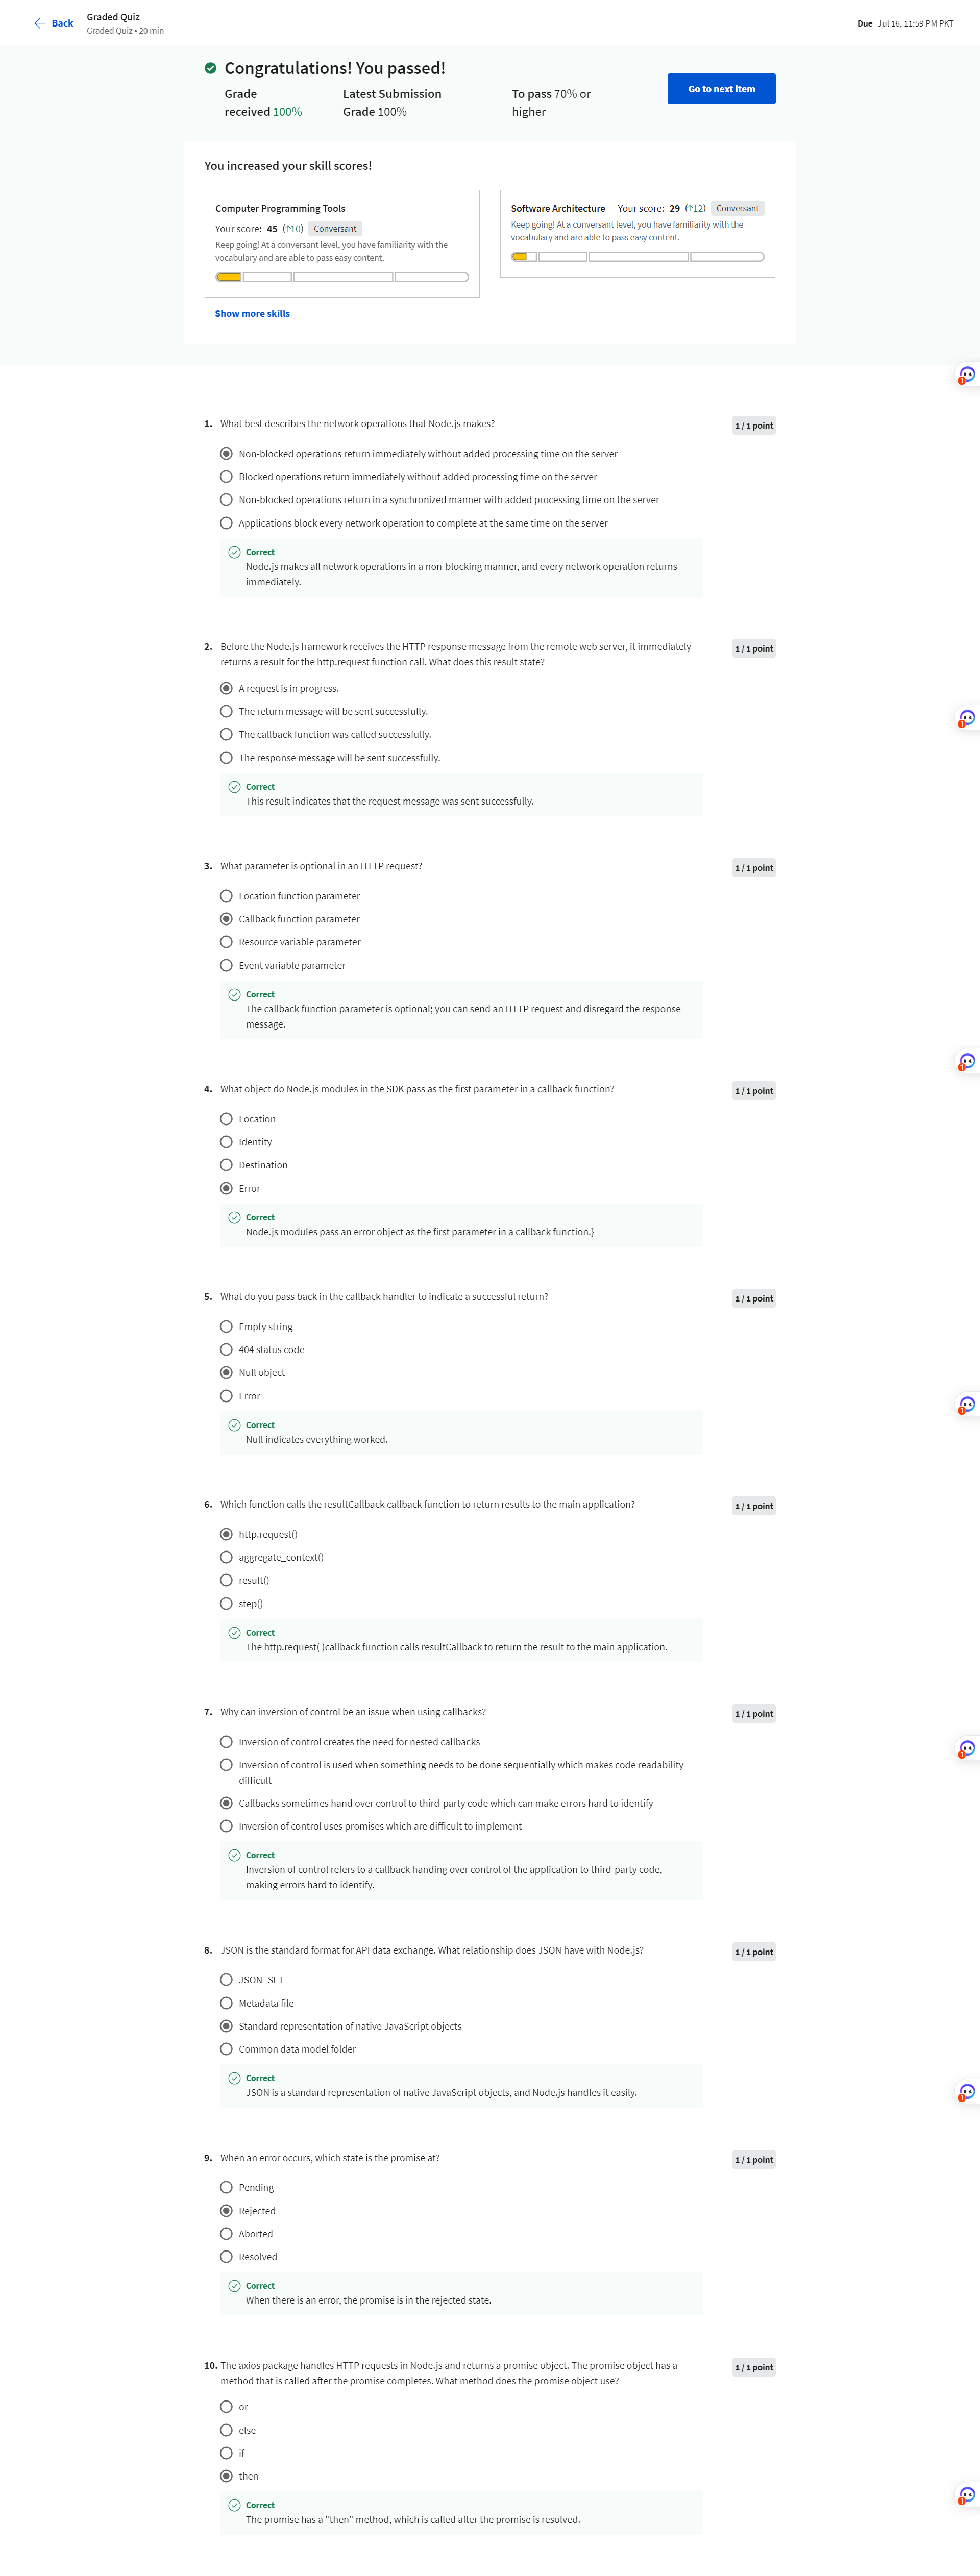 Back
Graded Quiz
Graded Quiz • 20 min
Due Jul 16, 11:59 PM PKT
Congratulations! You passed!
Grade
received 100%
Latest Submission
Grade 100%
To pass 70% or
higher
Go to next item
You increased your skill scores!
Computer Programming Tools
Your score: 45 (↑10) Conversant
Keep going! At a conversant level, you have familiarity with the
vocabulary and are able to pass easy content.
Software Architecture Your score: 29 (↑12) Conversant
Keep going! At a conversant level, you have familiarity with the
vocabulary and are able to pass easy content.
Show more skills
1. What best describes the network operations that Node.js makes?
1 / 1 point
Non-blocked operations return immediately without added processing time on the server
Blocked operations return immediately without added processing time on the server
Non-blocked operations return in a synchronized manner with added processing time on the server
Applications block every network operation to complete at the same time on the server
Correct
Node.js makes all network operations in a non-blocking manner, and every network operation returns
immediately.
2. Before the Node.js framework receives the HTTP response message from the remote web server, it immediately
returns a result for the http.request function call. What does this result state?
1 / 1 point
A request is in progress.
The return message will be sent successfully.
The callback function was called successfully.
The response message will be sent successfully.
Correct
This result indicates that the request message was sent successfully.
3. What parameter is optional in an HTTP request?
1 / 1 point
Location function parameter
Callback function parameter
Resource variable parameter
Event variable parameter
Correct
The callback function parameter is optional; you can send an HTTP request and disregard the response
message.
4. What object do Node.js modules in the SDK pass as the first parameter in a callback function?
1 / 1 point
Location
Identity
Destination
Error
Correct
Node.js modules pass an error object as the first parameter in a callback function.}
5. What do you pass back in the callback handler to indicate a successful return?
1 / 1 point
Empty string
404 status code
Null object
Error
Correct
Null indicates everything worked.
6. Which function calls the resultCallback callback function to return results to the main application?
1 / 1 point
http.request()
aggregate_context()
result()
step()
Correct
The http.request( )callback function calls resultCallback to return the result to the main application.
7. Why can inversion of control be an issue when using callbacks?
1 / 1 point
Inversion of control creates the need for nested callbacks
Inversion of control is used when something needs to be done sequentially which makes code readability
difficult
Callbacks sometimes hand over control to third-party code which can make errors hard to identify
Inversion of control uses promises which are difficult to implement
Correct
Inversion of control refers to a callback handing over control of the application to third-party code,
making errors hard to identify.
8. JSON is the standard format for API data exchange. What relationship does JSON have with Node.js?
1 / 1 point
JSON_SET
Metadata file
Standard representation of native JavaScript objects
Common data model folder
Correct
JSON is a standard representation of native JavaScript objects, and Node.js handles it easily.
9. When an error occurs, which state is the promise at?
1 / 1 point
Pending
Rejected
Aborted
Resolved
Correct
When there is an error, the promise is in the rejected state.
10. The axios package handles HTTP requests in Node.js and returns a promise object. The promise object has a
method that is called after the promise completes. What method does the promise object use?
1 / 1 point
or
else
if
then
Correct
The promise has a "then" method, which is called after the promise is resolved.